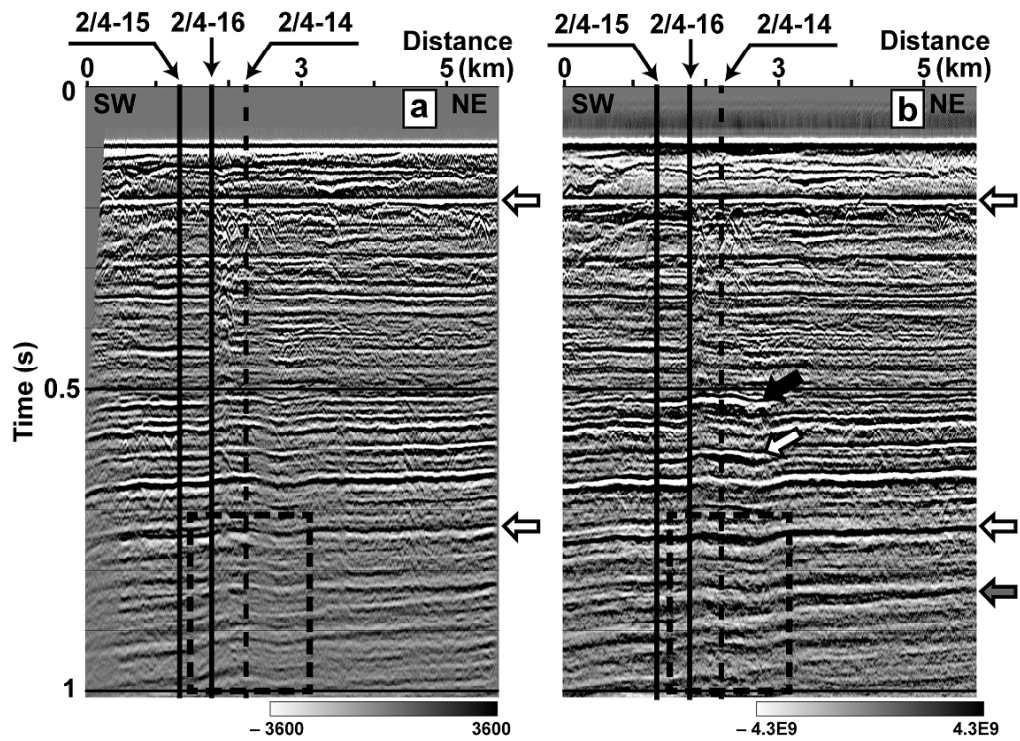 2/4-15 2/4-16 2/4-14
Distance
0 3 5 (km)
0
SW a NE
Time (s)
0.5
1
– 3600 3600
2/4-15 2/4-16 2/4-14
Distance
0 3 5 (km)
SW b NE
– 4.3E9 4.3E9